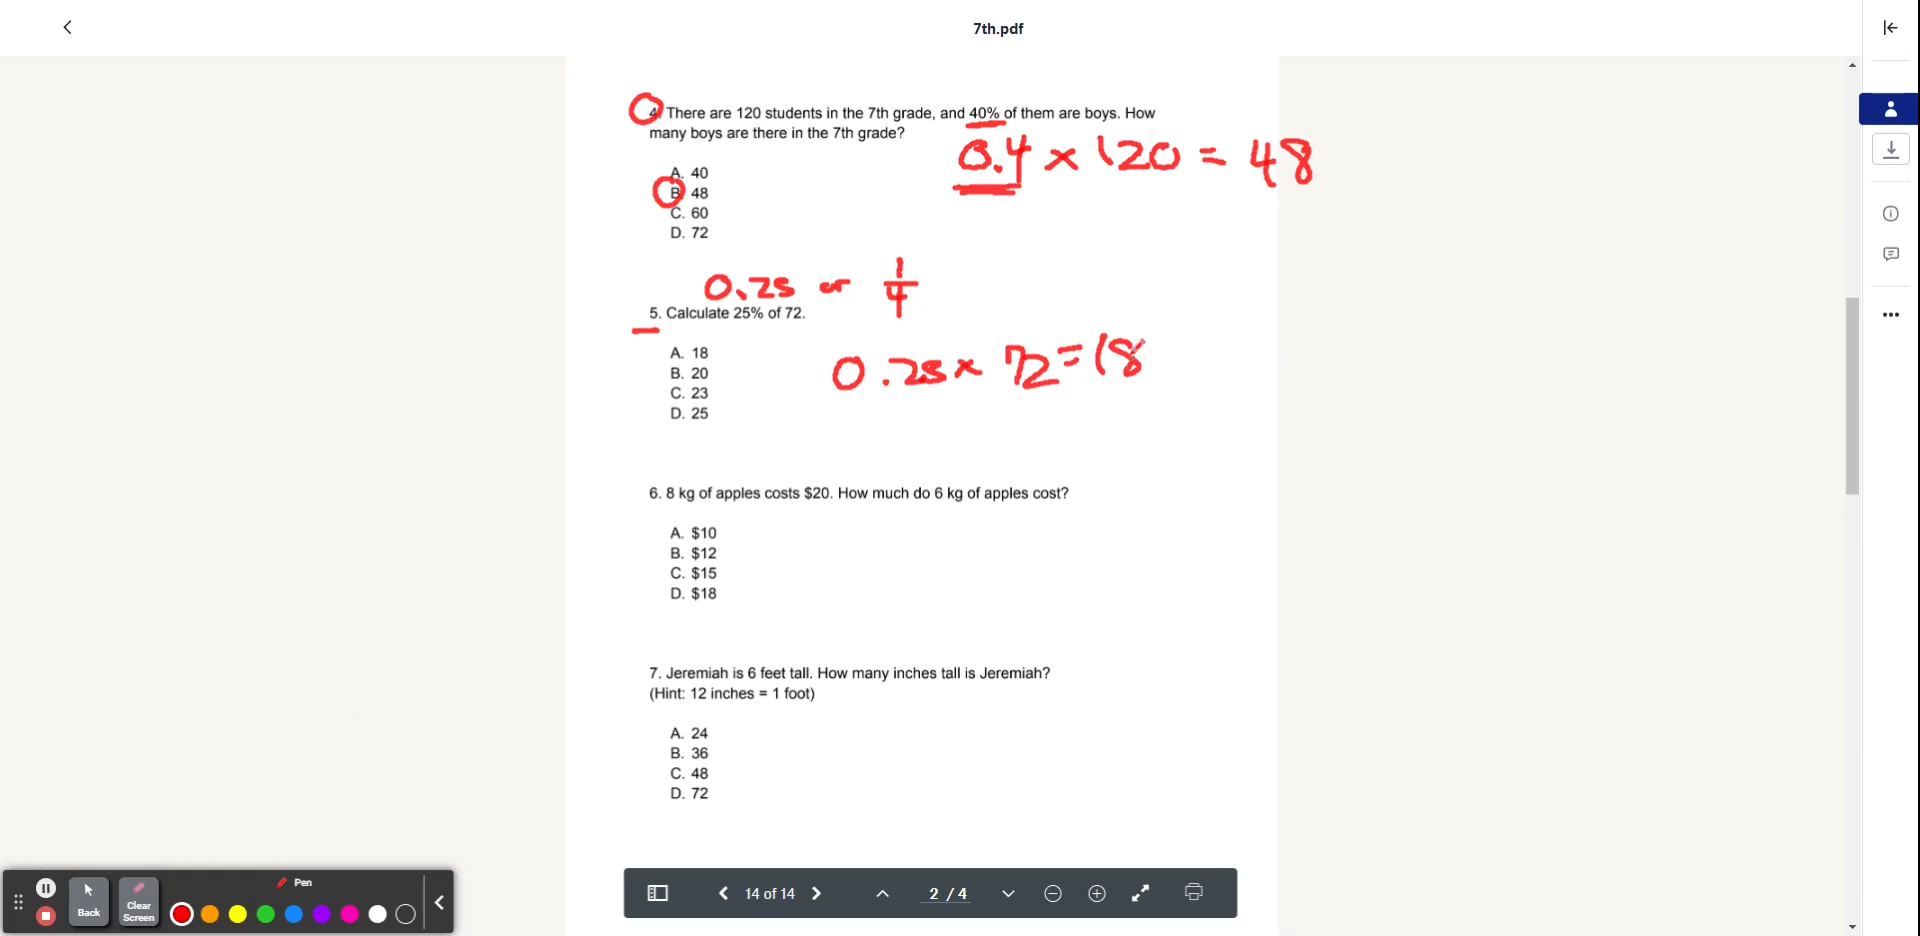 7th.pdf
4. There are 120 students in the 7th grade, and 40% of them are boys. How
many boys are there in the 7th grade?
0.4 × 120 = 48
A. 40
B. 48
C. 60
D. 72
0.25 or 1/4
5. Calculate 25% of 72.
0.25 × 72 = 18
A. 18
B. 20
C. 23
D. 25
6. 8 kg of apples costs $20. How much do 6 kg of apples cost?
A. $10
B. $12
C. $15
D. $18
7. Jeremiah is 6 feet tall. How many inches tall is Jeremiah?
(Hint: 12 inches = 1 foot)
A. 24
B. 36
C. 48
D. 72
Pen
Back
Clear
Screen
14 of 14
2 / 4